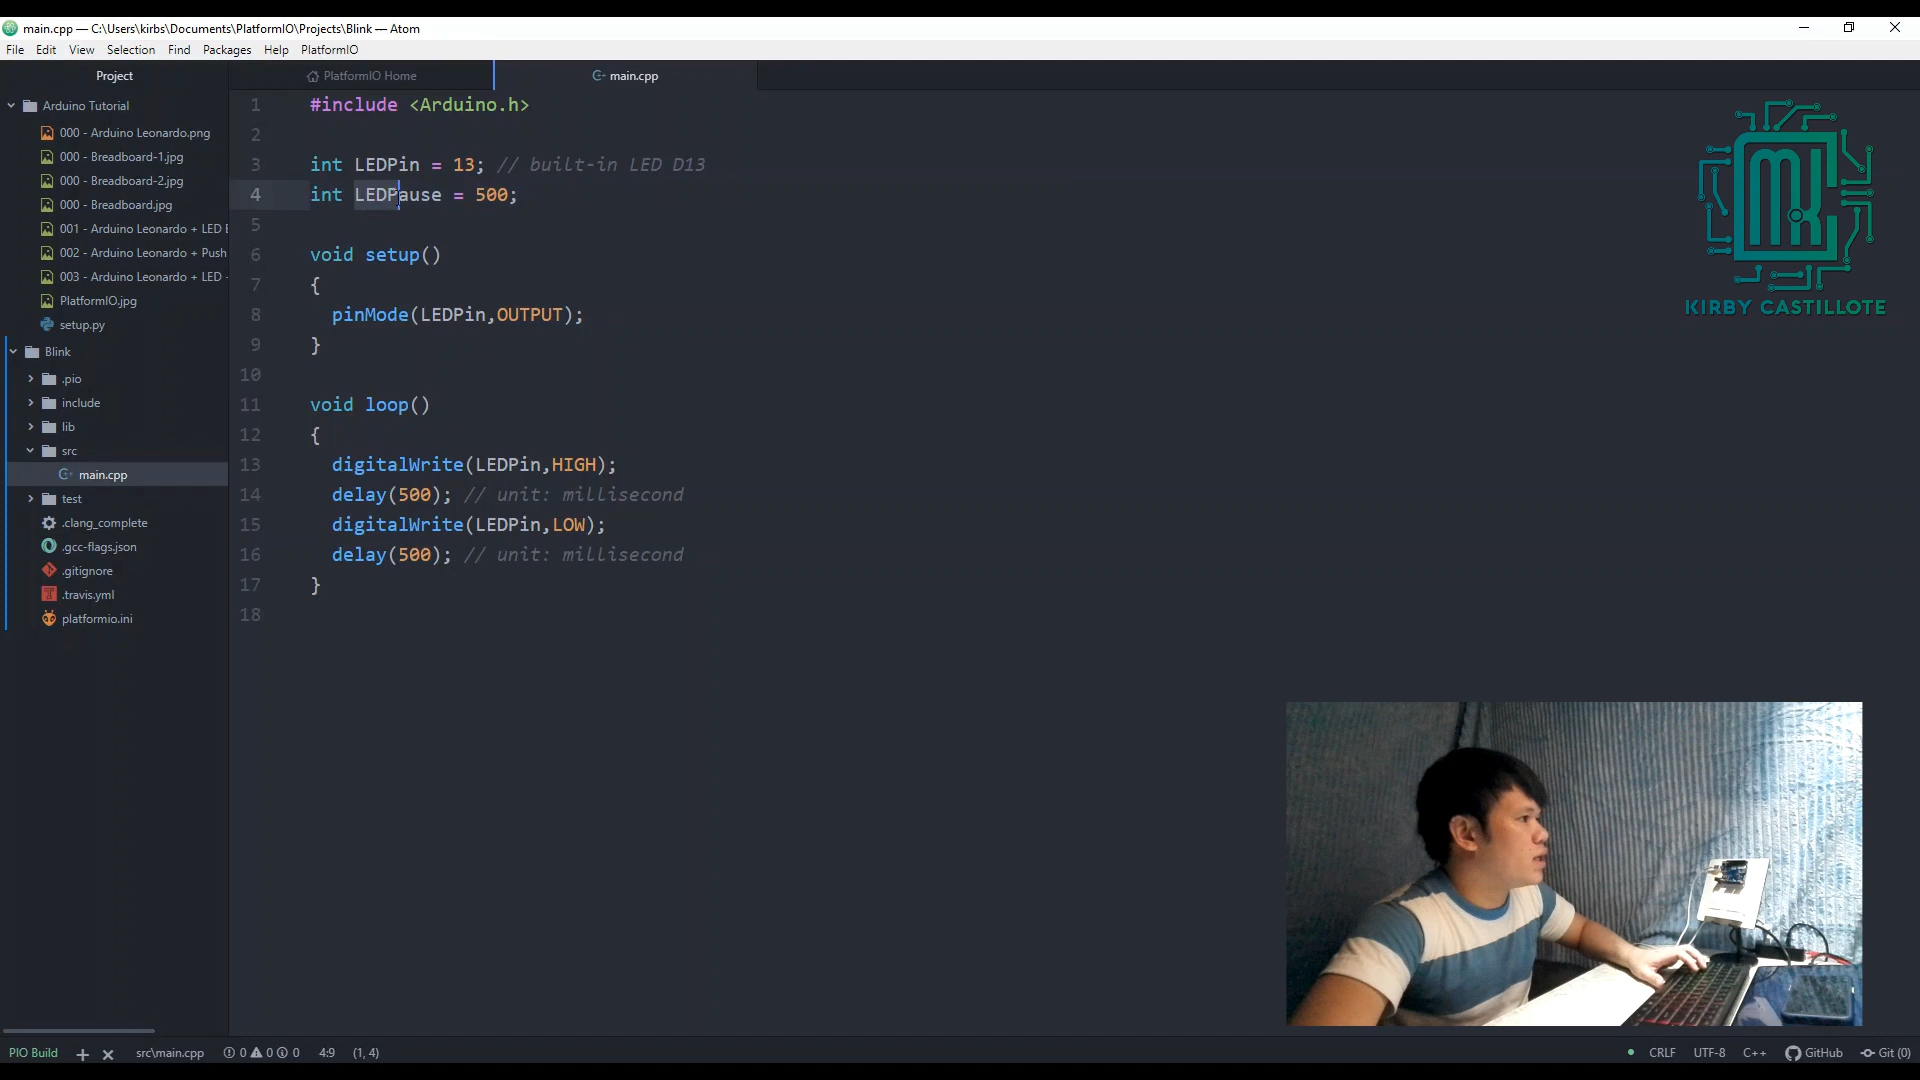 main.cpp — C:\Users\kirbs\Documents\PlatformIO\Projects\Blink — Atom
File Edit View Selection Find Packages Help PlatformIO
Project
PlatformIO Home
main.cpp
Arduino Tutorial
000 - Arduino Leonardo.png
000 - Breadboard-1.jpg
000 - Breadboard-2.jpg
000 - Breadboard.jpg
001 - Arduino Leonardo + LED
002 - Arduino Leonardo + Push
003 - Arduino Leonardo + LED -
PlatformIO.jpg
setup.py
Blink
.pio
include
lib
src
main.cpp
test
.clang_complete
.gcc-flags.json
.gitignore
.travis.yml
platformio.ini
1 #include <Arduino.h>
2
3 int LEDPin = 13; // built-in LED D13
4 int LEDPause = 500;
5
6 void setup()
7 {
8 pinMode(LEDPin,OUTPUT);
9 }
10
11 void loop()
12 {
13 digitalWrite(LEDPin,HIGH);
14 delay(500); // unit: millisecond
15 digitalWrite(LEDPin,LOW);
16 delay(500); // unit: millisecond
17 }
18
KIRBY CASTILLOTE
PIO Build + × src\main.cpp 0 0 0 4:9 (1, 4)
CRLF UTF-8 C++ GitHub Git (0)